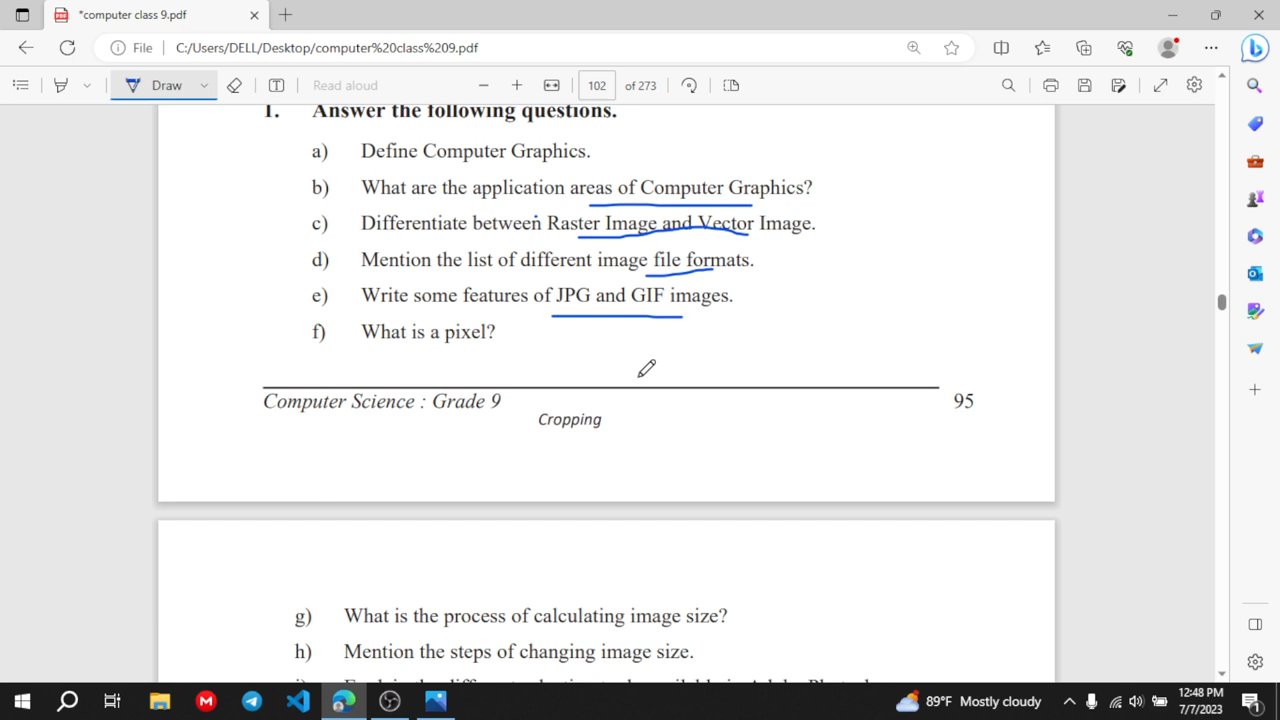 *computer class 9.pdf
File C:/Users/DELL/Desktop/computer%20class%209.pdf
Draw Read aloud 102 of 273
1. Answer the following questions.
a) Define Computer Graphics.
b) What are the application areas of Computer Graphics?
c) Differentiate between Raster Image and Vector Image.
d) Mention the list of different image file formats.
e) Write some features of JPG and GIF images.
f) What is a pixel?
Computer Science : Grade 9 95
Cropping
g) What is the process of calculating image size?
h) Mention the steps of changing image size.
89°F Mostly cloudy 12:48 PM
7/7/2023